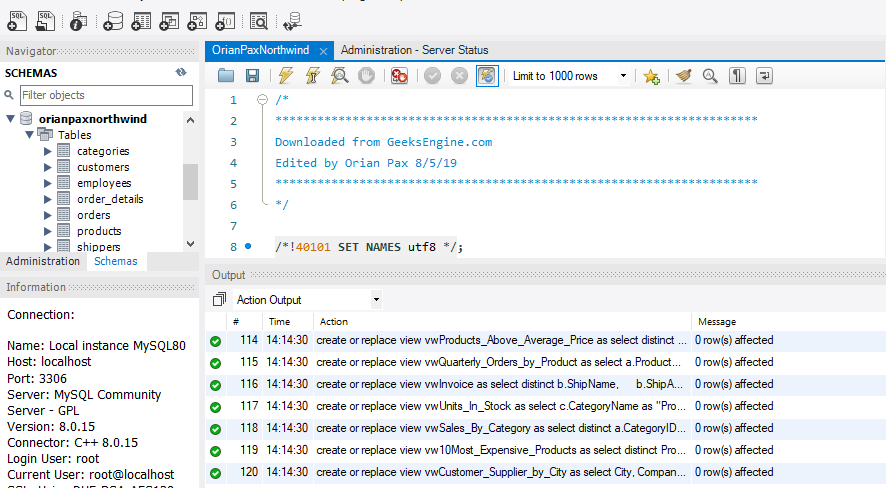 SQL
SQL
Navigator
SCHEMAS
Filter objects
orianpaxnorthwind
Tables
categories
customers
employees
order_details
orders
products
shippers
Administration Schemas
Information
Connection:
Name: Local instance MySQL80
Host: localhost
Port: 3306
Server: MySQL Community
Server - GPL
Version: 8.0.15
Connector: C++ 8.0.15
Login User: root
Current User: root@localhost
OrianPaxNorthwind × Administration - Server Status
Limit to 1000 rows
1 /*
2 *********************************************************************
3 Downloaded from GeeksEngine.com
4 Edited by Orian Pax 8/5/19
5 *********************************************************************
6 */
7
8 /*!40101 SET NAMES utf8 */;
Output
Action Output
# Time Action Message
114 14:14:30 create or replace view vwProducts_Above_Average_Price as select distinct ... 0 row(s) affected
115 14:14:30 create or replace view vwQuarterly_Orders_by_Product as select a.Product... 0 row(s) affected
116 14:14:30 create or replace view vwInvoice as select distinct b.ShipName, b.ShipA... 0 row(s) affected
117 14:14:30 create or replace view vwUnits_In_Stock as select c.CategoryName as "Pro... 0 row(s) affected
118 14:14:30 create or replace view vwSales_By_Category as select distinct a.CategoryID... 0 row(s) affected
119 14:14:30 create or replace view vw10Most_Expensive_Products as select distinct Pro... 0 row(s) affected
120 14:14:30 create or replace view vwCustomer_Supplier_by_City as select City, Compan... 0 row(s) affected